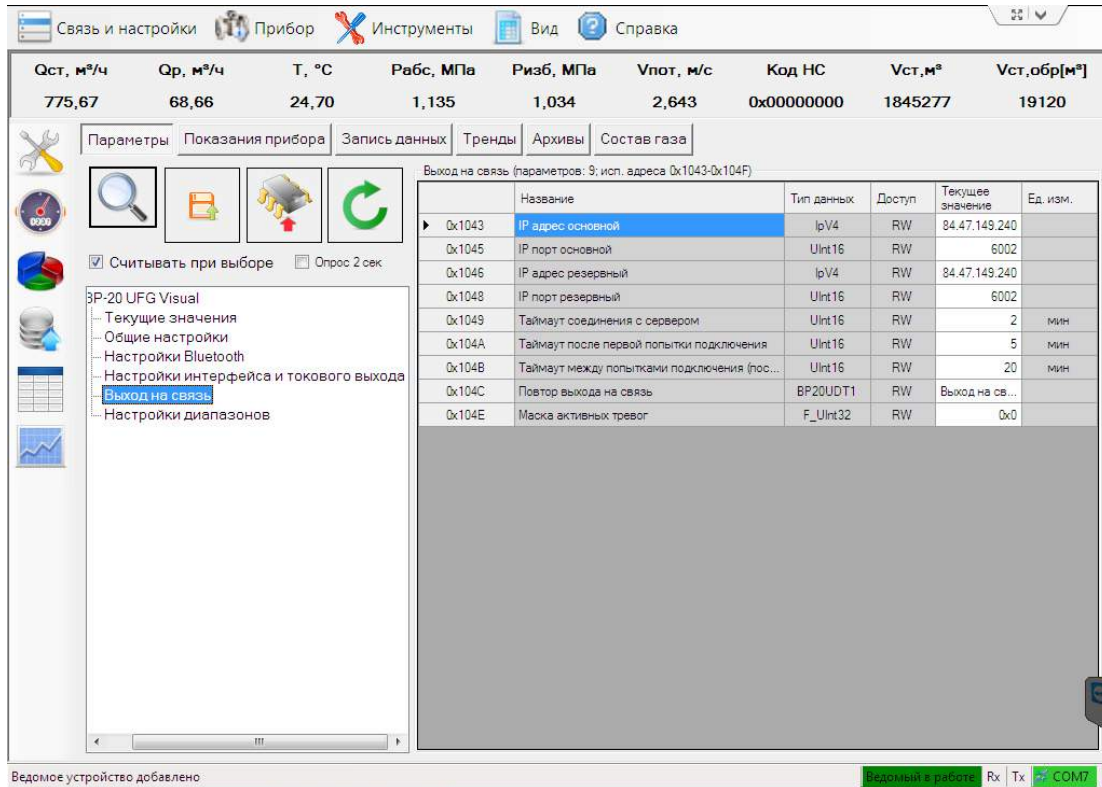 Связь и настройки Прибор Инструменты Вид Справка
Qст, м³/ч Qр, м³/ч T, °C Pабс, МПа Pизб, МПа Vпот, м/с Код НС Vст,м³ Vст,обр[м³]
775,67 68,66 24,70 1,135 1,034 2,643 0x00000000 1845277 19120
Параметры Показания прибора Запись данных Тренды Архивы Состав газа
Считывать при выборе Опрос 2 сек
BP-20 UFG Visual
Текущие значения
Общие настройки
Настройки Bluetooth
Настройки интерфейса и токового выхода
Выход на связь
Настройки диапазонов
Выход на связь (параметров: 9; исп. адреса 0x1043-0x104F)
Название Тип данных Доступ Текущее значение Ед. изм.
0x1043 IP адрес основной IpV4 RW 84.47.149.240
0x1045 IP порт основной UInt16 RW 6002
0x1046 IP адрес резервный IpV4 RW 84.47.149.240
0x1048 IP порт резервный UInt16 RW 6002
0x1049 Таймаут соединения с сервером UInt16 RW 2 мин
0x104A Таймаут после первой попытки подключения UInt16 RW 5 мин
0x104B Таймаут между попытками подключения (пос... UInt16 RW 20 мин
0x104C Повтор выхода на связь BP20UDT1 RW Выход на св...
0x104E Маска активных тревог F_UInt32 RW 0x0
Ведомое устройство добавлено Ведомый в работе Rx Tx COM7